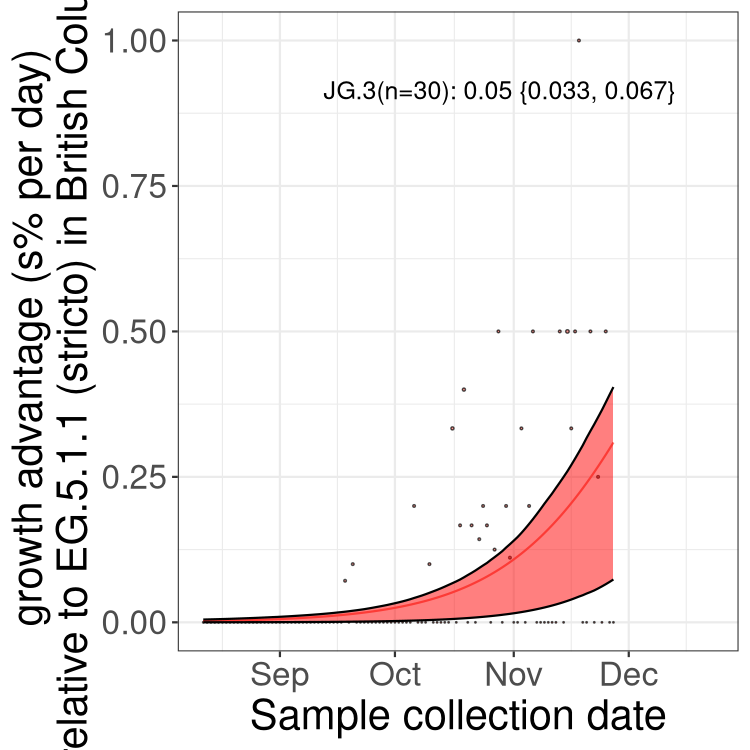 growth advantage (s% per day)
relative to EG.5.1.1 (stricto) in British
1.00
0.75
0.50
0.25
0.00
JG.3(n=30): 0.05 {0.033, 0.067}
Sep Oct Nov Dec
Sample collection date